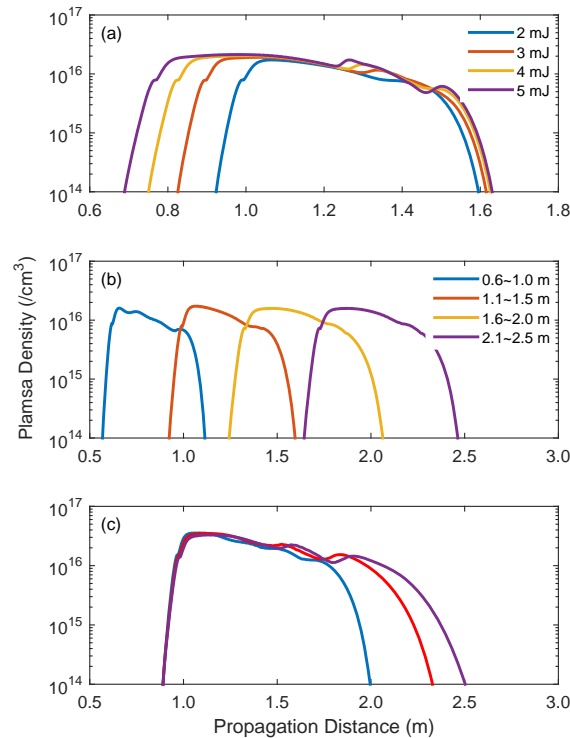 (a)
2 mJ
3 mJ
4 mJ
5 mJ
10^17
10^16
10^15
10^14
0.6 0.8 1.0 1.2 1.4 1.6 1.8
(b)
0.6~1.0 m
1.1~1.5 m
1.6~2.0 m
2.1~2.5 m
10^17
10^16
10^15
10^14
0.5 1.0 1.5 2.0 2.5 3.0
Plamsa Density (/cm^3)
(c)
10^17
10^16
10^15
10^14
0.5 1.0 1.5 2.0 2.5 3.0
Propagation Distance (m)